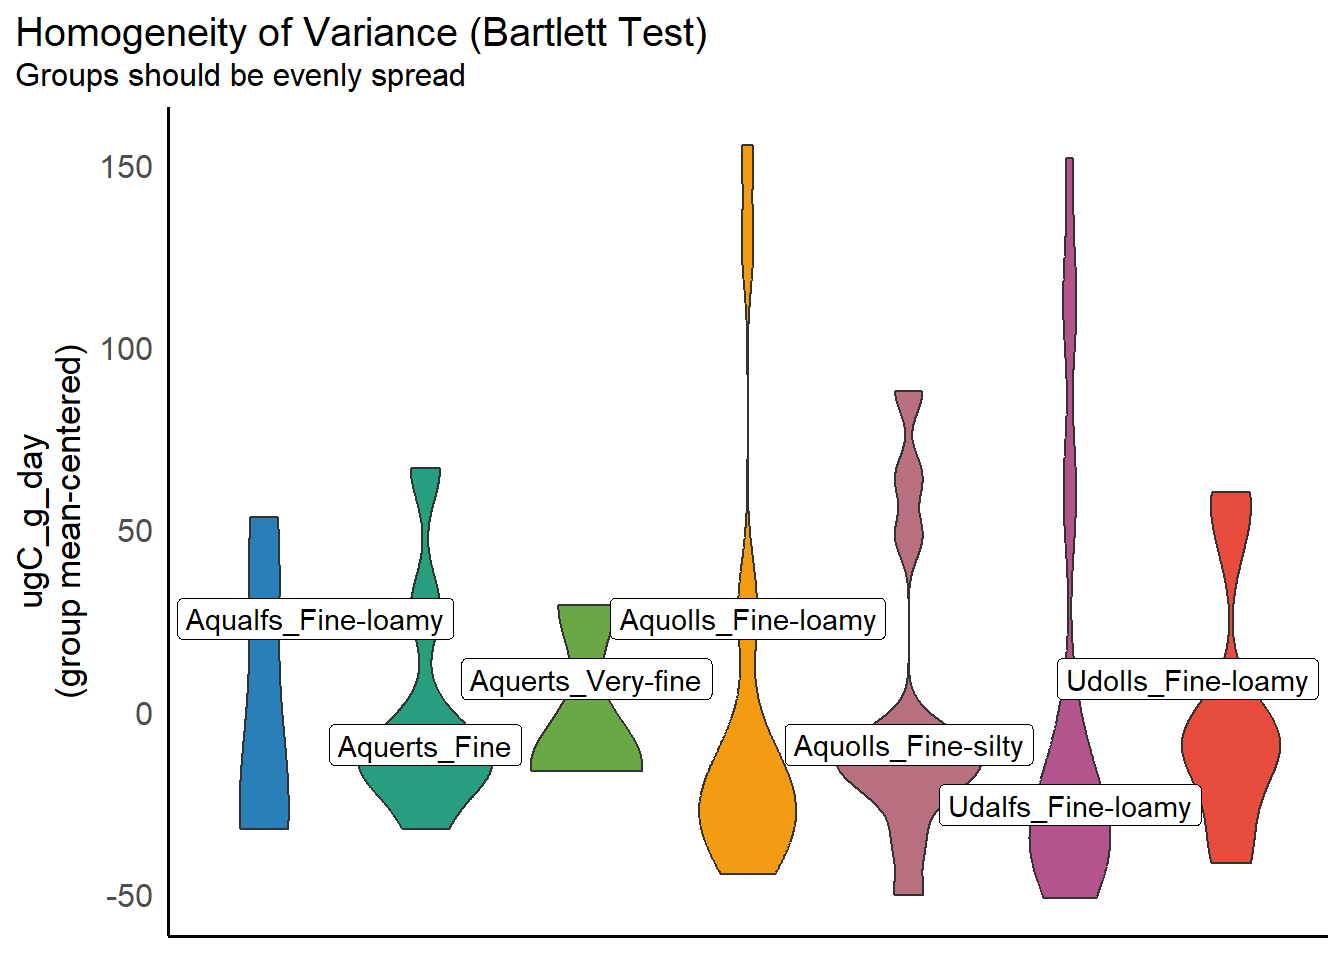 Homogeneity of Variance (Bartlett Test)
Groups should be evenly spread
ugC_g_day
(group mean-centered)
150
100
50
0
-50
Aqualfs_Fine-loamy
Aquerts_Fine
Aquerts_Very-fine
Aquolls_Fine-loamy
Aquolls_Fine-silty
Udalfs_Fine-loamy
Udolls_Fine-loamy